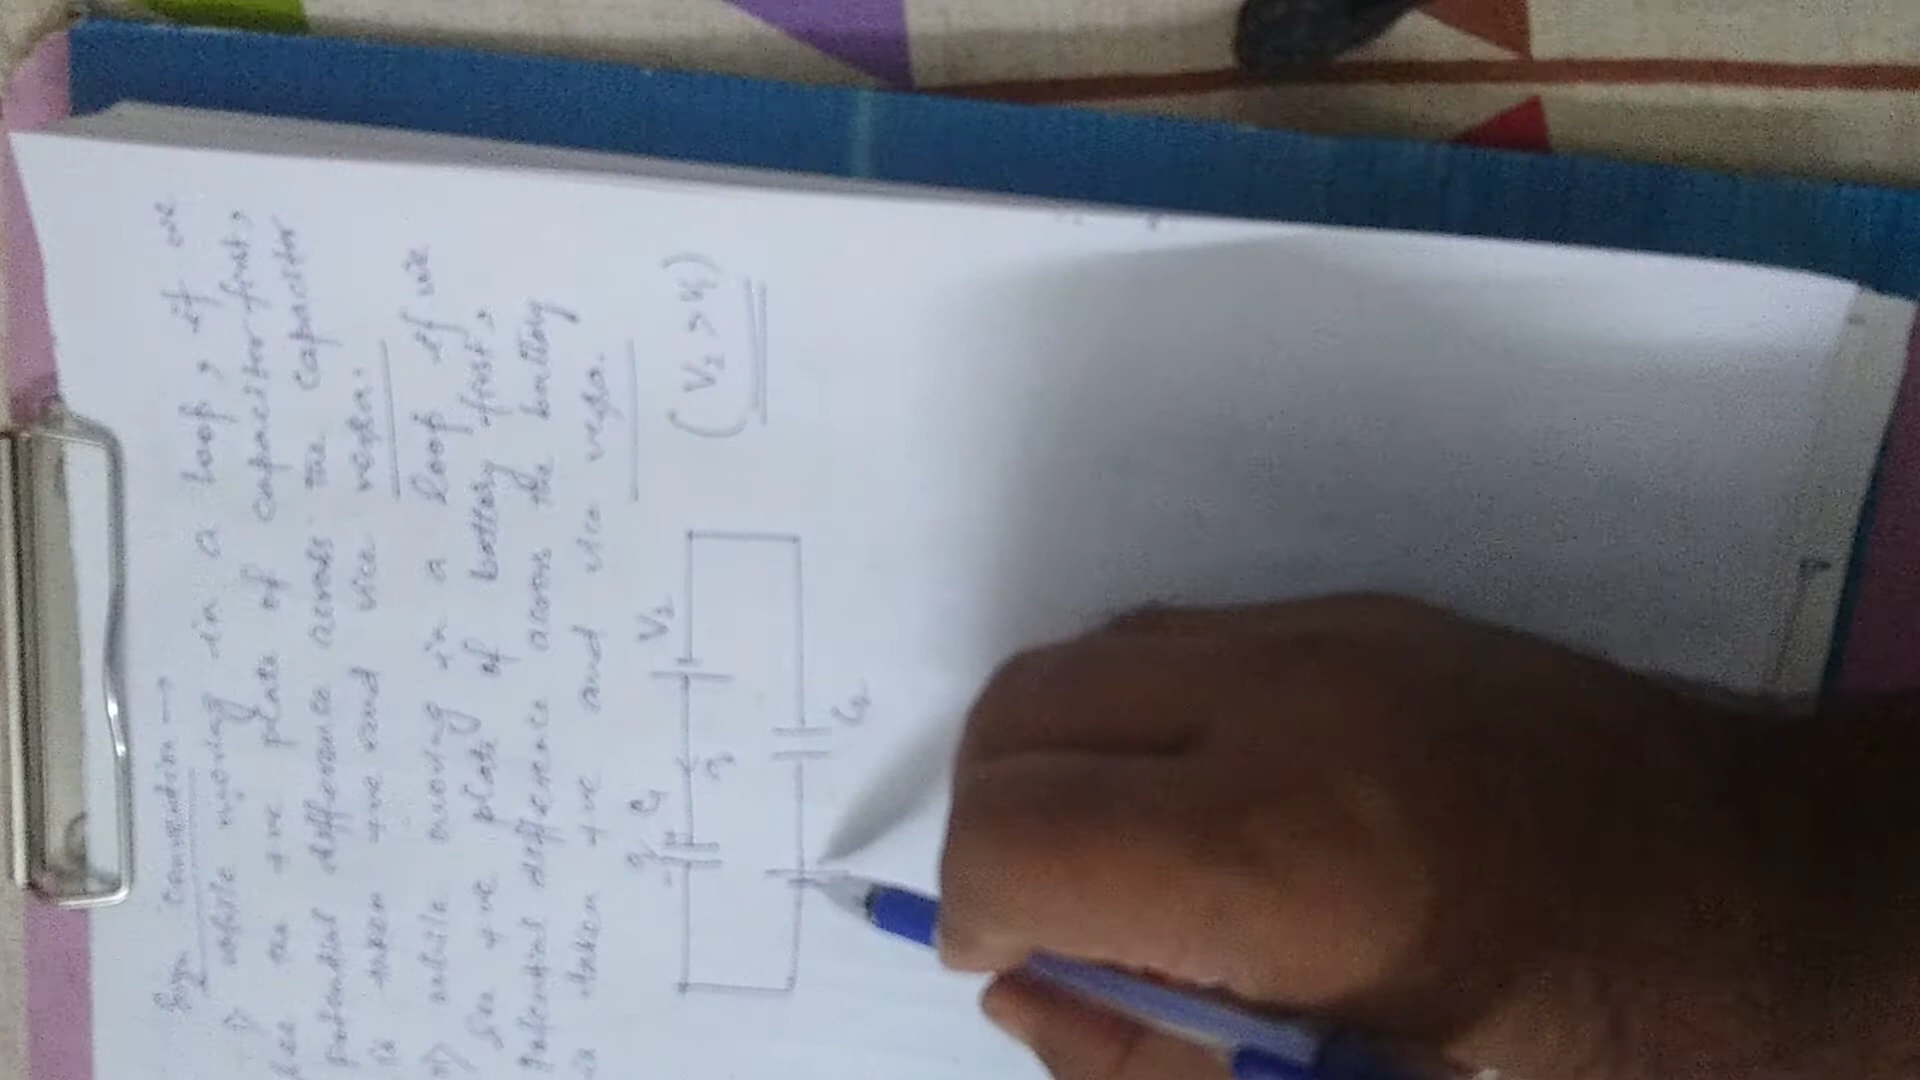 Sign convention →
i) while moving in a loop, if we
see the +ve plate of capacitor first,
potential difference across the capacitor
is taken +ve and vice versa.
ii) while moving in a loop if we
see +ve plate of battery first,
potential difference across the battery
is taken +ve and vice versa.
(V2 > V1)
q C1 V2
q
C2